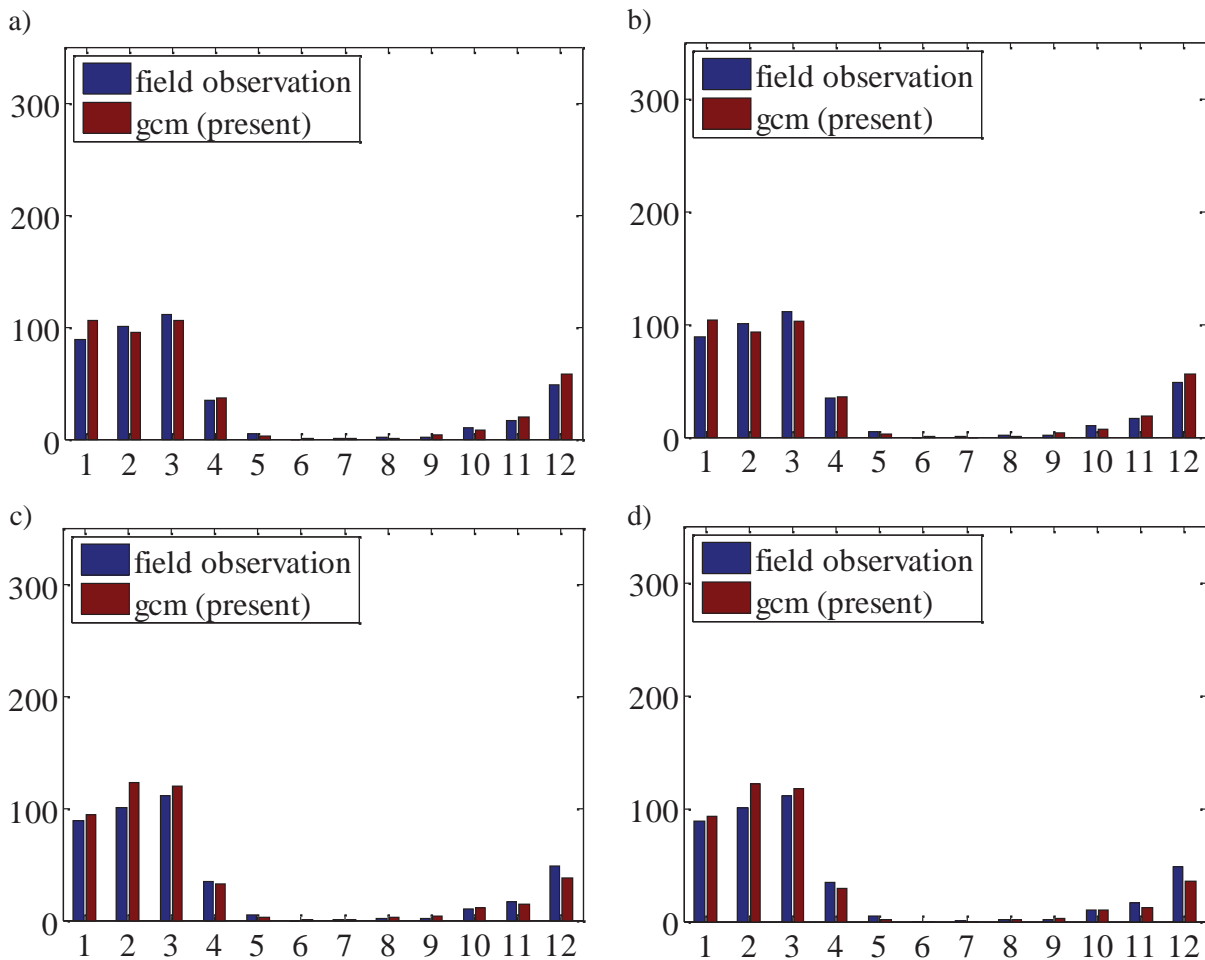 a)
field observation
gcm (present)
300
200
100
0
1 2 3 4 5 6 7 8 9 10 11 12
b)
field observation
gcm (present)
300
200
100
0
1 2 3 4 5 6 7 8 9 10 11 12
c)
field observation
gcm (present)
300
200
100
0
1 2 3 4 5 6 7 8 9 10 11 12
d)
field observation
gcm (present)
300
200
100
0
1 2 3 4 5 6 7 8 9 10 11 12